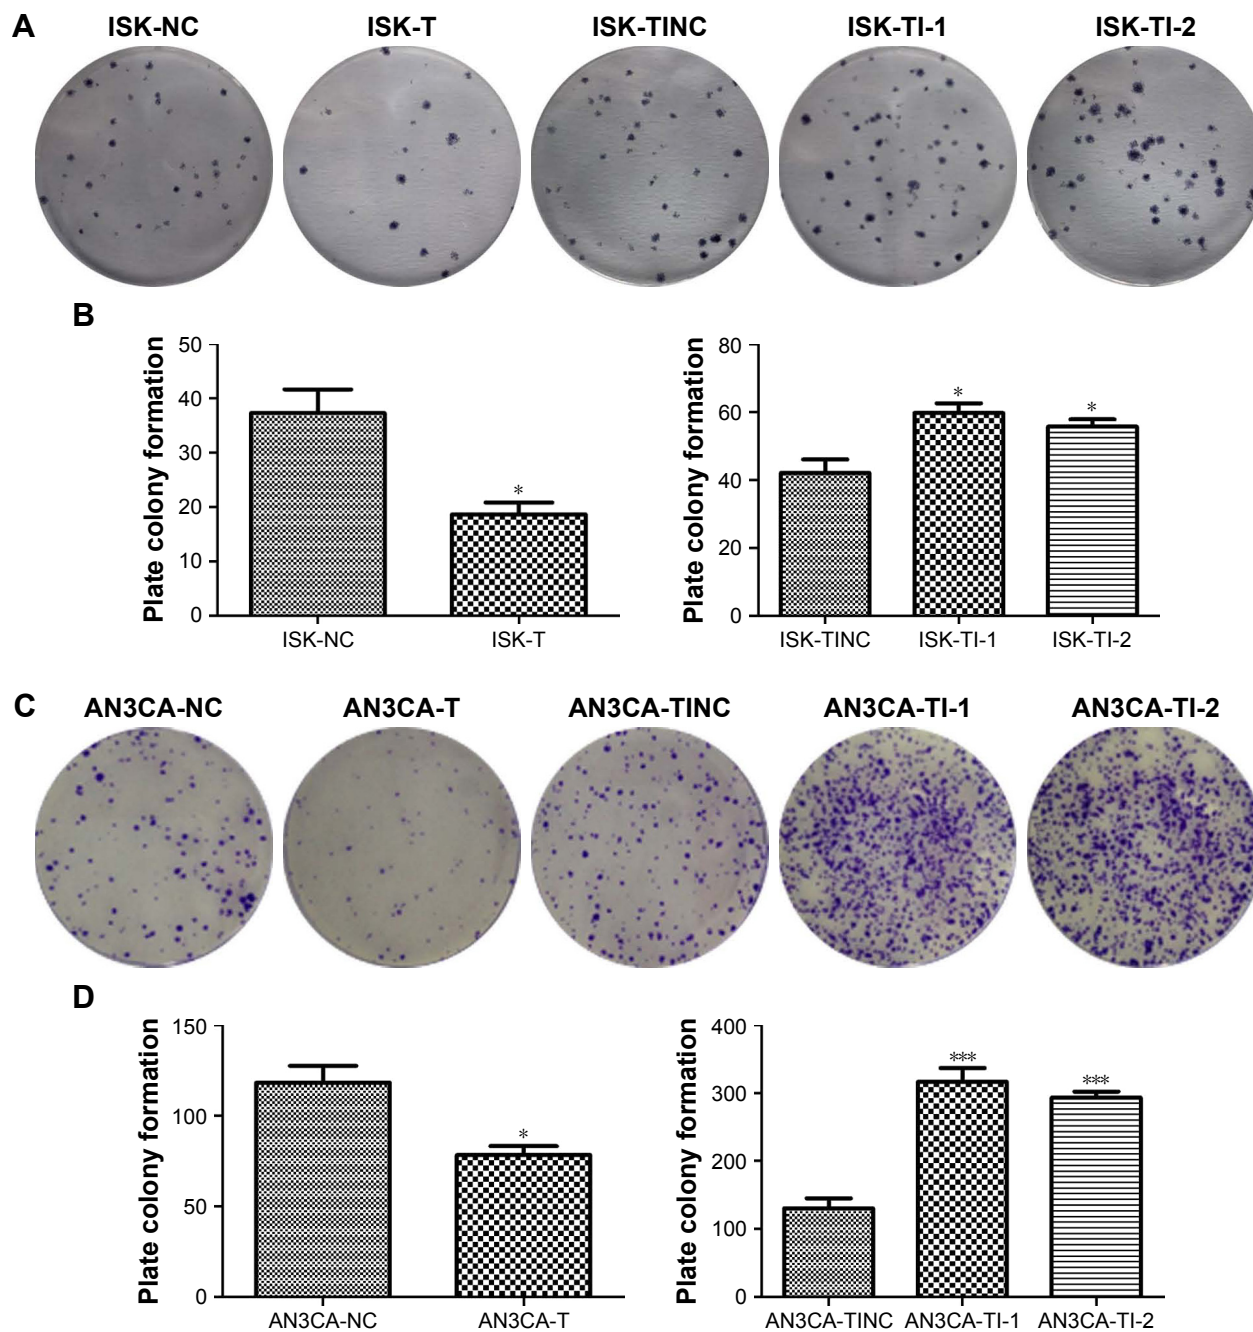 A
ISK-NC ISK-T ISK-TINC ISK-TI-1 ISK-TI-2
B
Plate colony formation
50
40
30
20
10
0
*
ISK-NC ISK-T
Plate colony formation
80
60
40
20
0
* *
ISK-TINC ISK-TI-1 ISK-TI-2
C
AN3CA-NC AN3CA-T AN3CA-TINC AN3CA-TI-1 AN3CA-TI-2
D
Plate colony formation
150
100
50
0
*
AN3CA-NC AN3CA-T
Plate colony formation
400
300
200
100
0
*** ***
AN3CA-TINC AN3CA-TI-1 AN3CA-TI-2